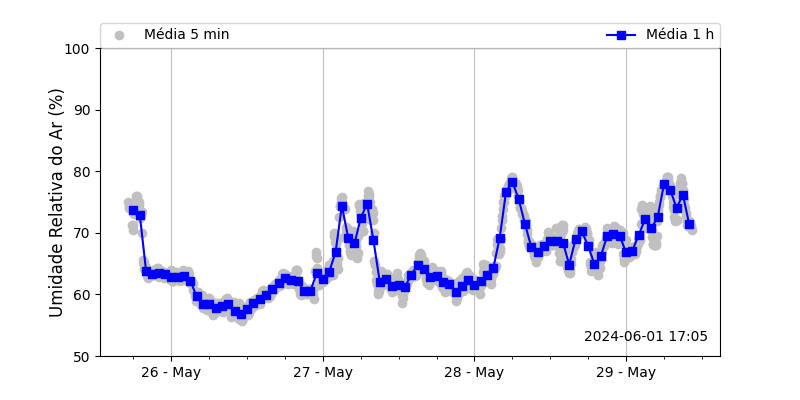 Média 5 min
Média 1 h
100
90
80
70
60
50
Umidade Relativa do Ar (%)
2024-06-01 17:05
26 - May
27 - May
28 - May
29 - May